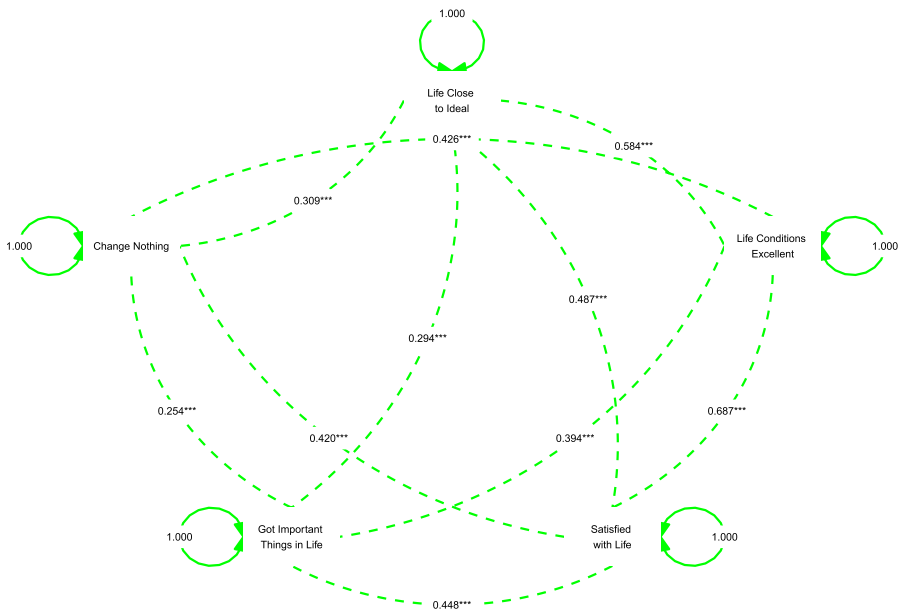 1.000
Life Close
to Ideal
0.426***
0.584***
0.309***
1.000
Change Nothing
Life Conditions
Excellent
1.000
0.487***
0.294***
0.254***
0.687***
0.420***
0.394***
1.000
Got Important
Things in Life
Satisfied
with Life
1.000
0.448***